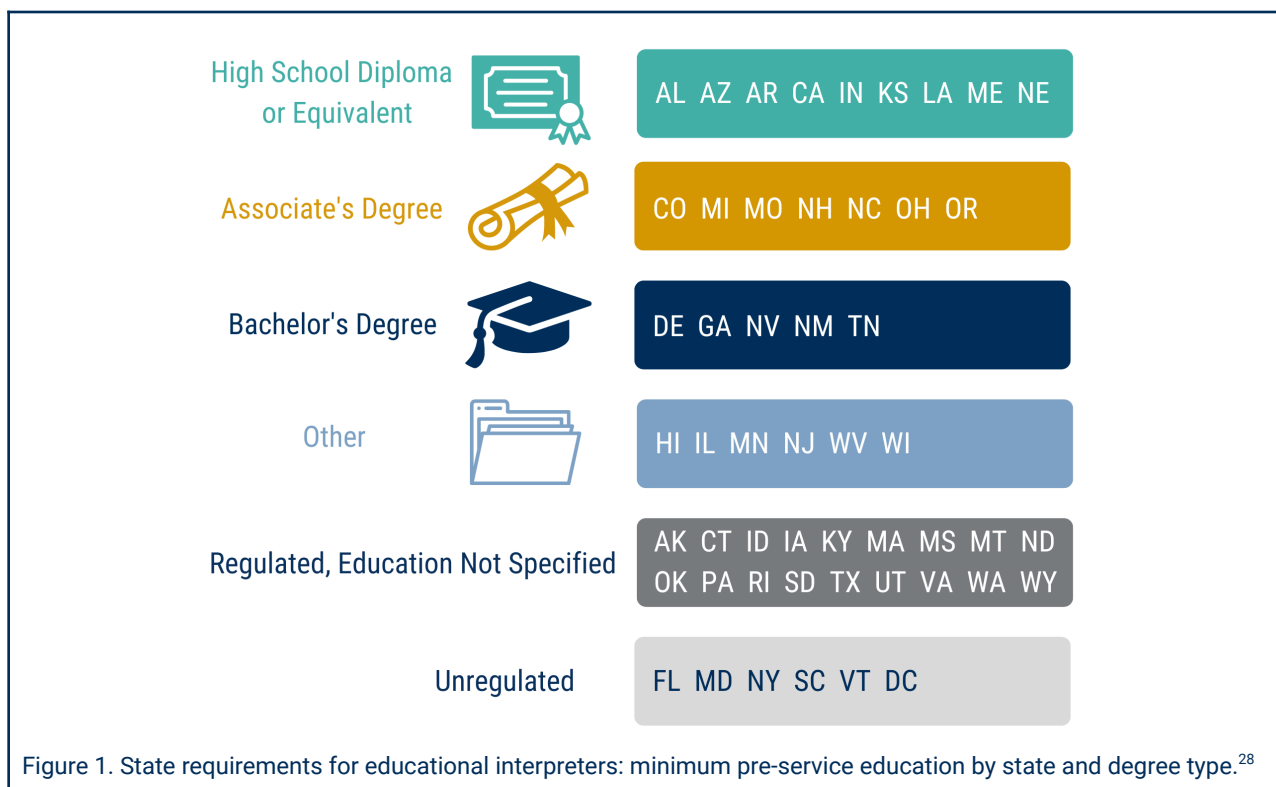 High School Diploma
or Equivalent
AL AZ AR CA IN KS LA ME NE
Associate's Degree
CO MI MO NH NC OH OR
Bachelor's Degree
DE GA NV NM TN
Other
HI IL MN NJ WV WI
Regulated, Education Not Specified
AK CT ID IA KY MA MS MT ND
OK PA RI SD TX UT VA WA WY
Unregulated
FL MD NY SC VT DC
Figure 1. State requirements for educational interpreters: minimum pre-service education by state and degree type.28